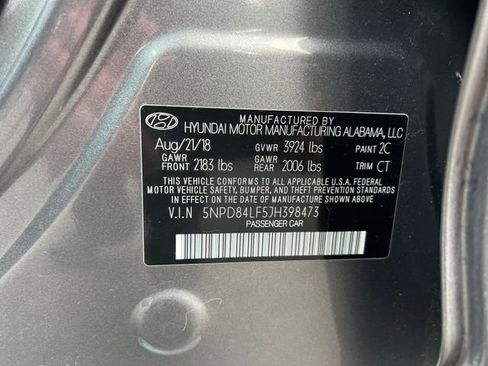 MANUFACTURED BY
HYUNDAI MOTOR MANUFACTURING ALABAMA, LLC
Aug/21/18 GVWR 3924 lbs PAINT 2C
GAWR FRONT 2183 lbs GAWR REAR 2006 lbs TRIM CT
THIS VEHICLE CONFORMS TO ALL APPLICABLE FEDERAL
MOTOR VEHICLE SAFETY, BUMPER, AND THEFT PREVENTION STANDARDS
IN EFFECT ON THE DATE OF MANUFACTURE SHOWN ABOVE.
V.I.N 5NPD84LF5JH398473
PASSENGER CAR